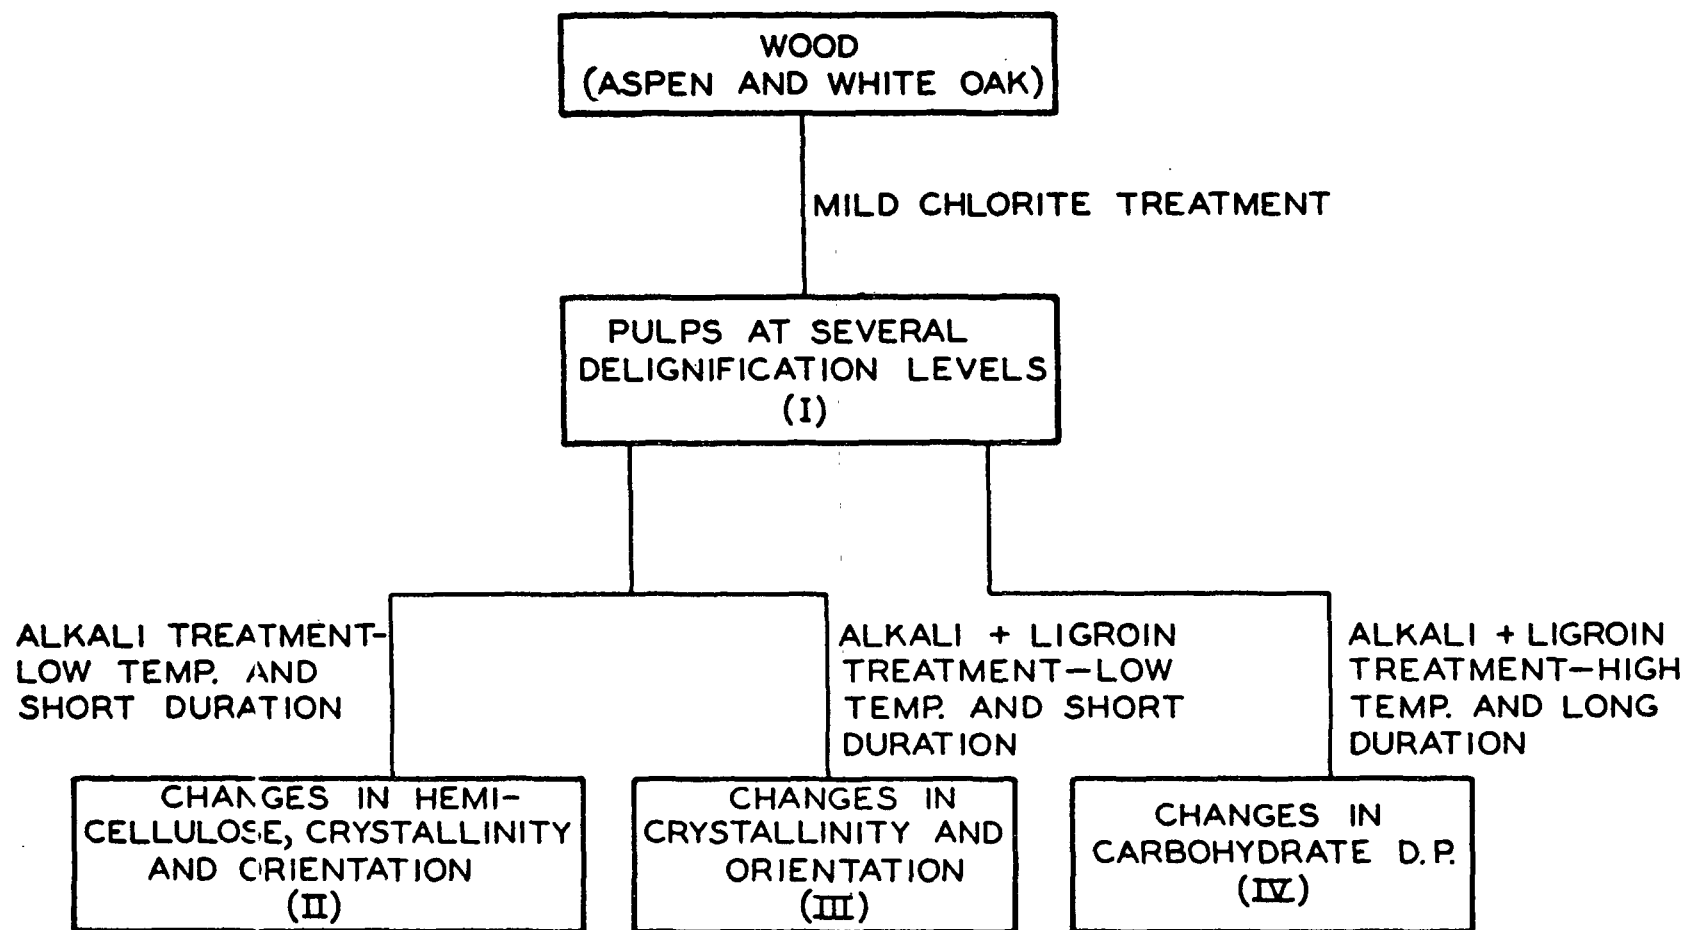 WOOD
(ASPEN AND WHITE OAK)
MILD CHLORITE TREATMENT
PULPS AT SEVERAL
DELIGNIFICATION LEVELS
(I)
ALKALI TREATMENT-
LOW TEMP. AND
SHORT DURATION
ALKALI + LIGROIN
TREATMENT—LOW
TEMP. AND SHORT
DURATION
ALKALI + LIGROIN
TREATMENT—HIGH
TEMP. AND LONG
DURATION
CHANGES IN HEMI-
CELLULOSE, CRYSTALLINITY
AND ORIENTATION
(II)
CHANGES IN
CRYSTALLINITY AND
ORIENTATION
(III)
CHANGES IN
CARBOHYDRATE D.P.
(IV)